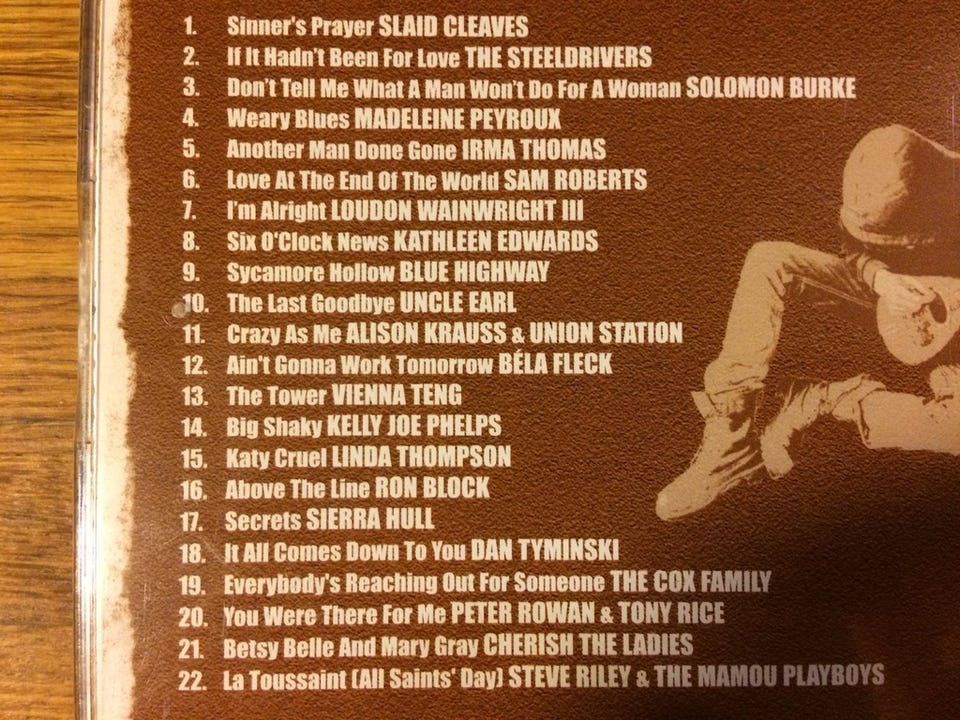 1. Sinner's Prayer SLAID CLEAVES
2. If It Hadn't Been For Love THE STEELDRIVERS
3. Don't Tell Me What A Man Won't Do For A Woman SOLOMON BURKE
4. Weary Blues MADELEINE PEYROUX
5. Another Man Done Gone IRMA THOMAS
6. Love At The End Of The World SAM ROBERTS
7. I'm Alright LOUDON WAINWRIGHT III
8. Six O'Clock News KATHLEEN EDWARDS
9. Sycamore Hollow BLUE HIGHWAY
10. The Last Goodbye UNCLE EARL
11. Crazy As Me ALISON KRAUSS & UNION STATION
12. Ain't Gonna Work Tomorrow BÉLA FLECK
13. The Tower VIENNA TENG
14. Big Shaky KELLY JOE PHELPS
15. Katy Cruel LINDA THOMPSON
16. Above The Line RON BLOCK
17. Secrets SIERRA HULL
18. It All Comes Down To You DAN TYMINSKI
19. Everybody's Reaching Out For Someone THE COX FAMILY
20. You Were There For Me PETER ROWAN & TONY RICE
21. Betsy Belle And Mary Gray CHERISH THE LADIES
22. La Toussaint (All Saints' Day) STEVE RILEY & THE MAMOU PLAYBOYS